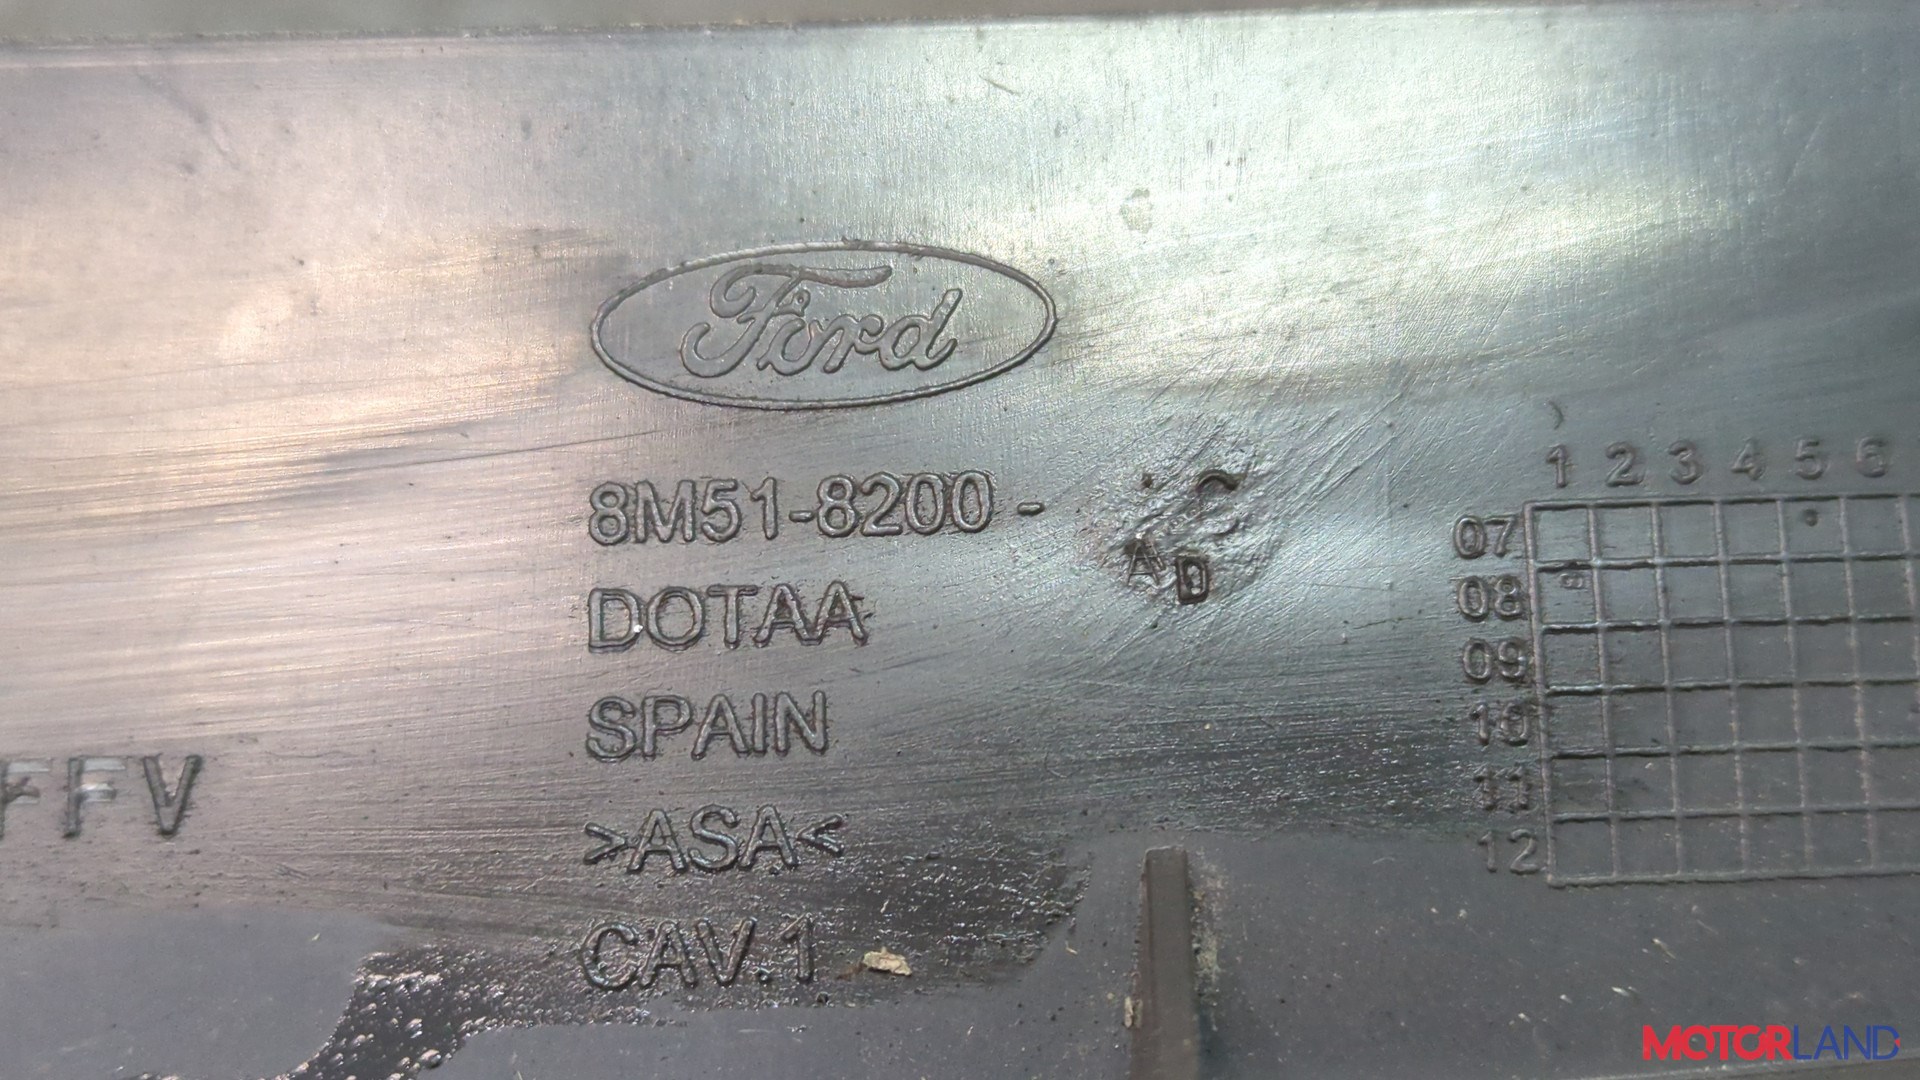 Ford
8M51-8200-
A D
DOTAA
SPAIN
>ASA<
CAV.1
FFV
1 2 3 4 5 6
07
08
09
10
11
12
MOTORLAND